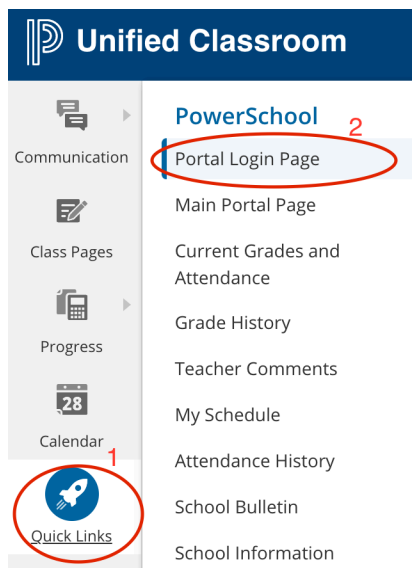 Unified Classroom
Communication
Class Pages
Progress
28
Calendar
1
Quick Links
PowerSchool
2
Portal Login Page
Main Portal Page
Current Grades and
Attendance
Grade History
Teacher Comments
My Schedule
Attendance History
School Bulletin
School Information